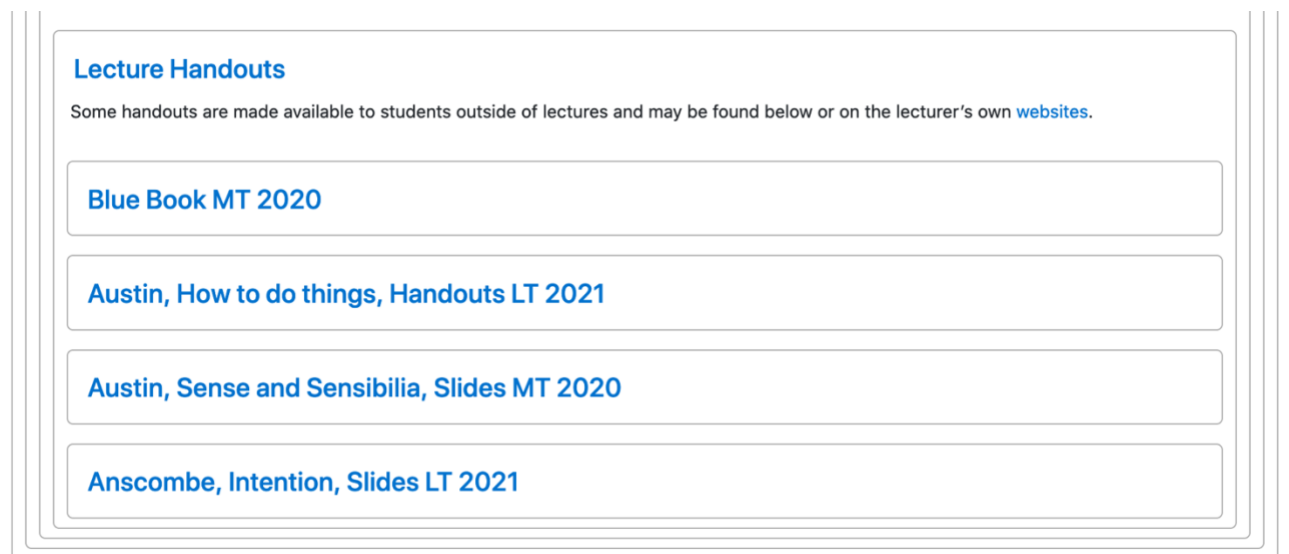 Lecture Handouts
Some handouts are made available to students outside of lectures and may be found below or on the lecturer’s own websites.
Blue Book MT 2020
Austin, How to do things, Handouts LT 2021
Austin, Sense and Sensibilia, Slides MT 2020
Anscombe, Intention, Slides LT 2021